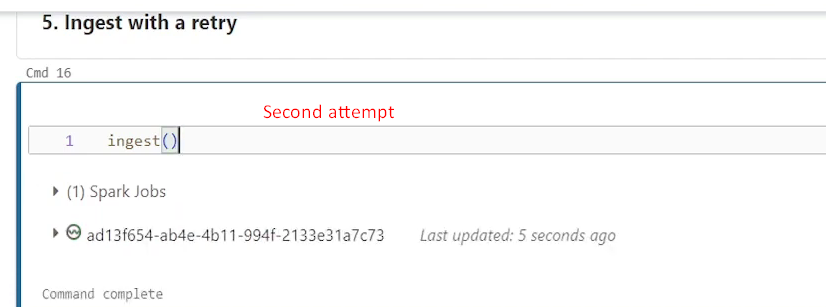 5. Ingest with a retry
Cmd 16
Second attempt
1 ingest()
(1) Spark Jobs
ad13f654-ab4e-4b11-994f-2133e31a7c73 Last updated: 5 seconds ago
Command complete